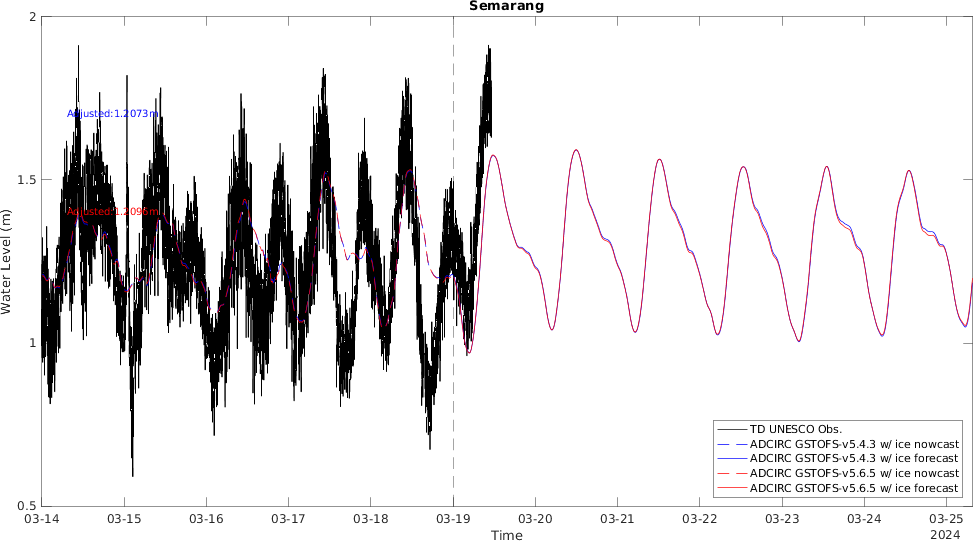 Semarang
2
1.5
1
0.5
Water Level (m)
Adjusted:1.2073m
Adjusted:1.2098m
TD UNESCO Obs.
ADCIRC GSTOFS-v5.4.3 w/ ice nowcast
ADCIRC GSTOFS-v5.4.3 w/ ice forecast
ADCIRC GSTOFS-v5.6.5 w/ ice nowcast
ADCIRC GSTOFS-v5.6.5 w/ ice forecast
03-14 03-15 03-16 03-17 03-18 03-19 03-20 03-21 03-22 03-23 03-24 03-25
Time
2024